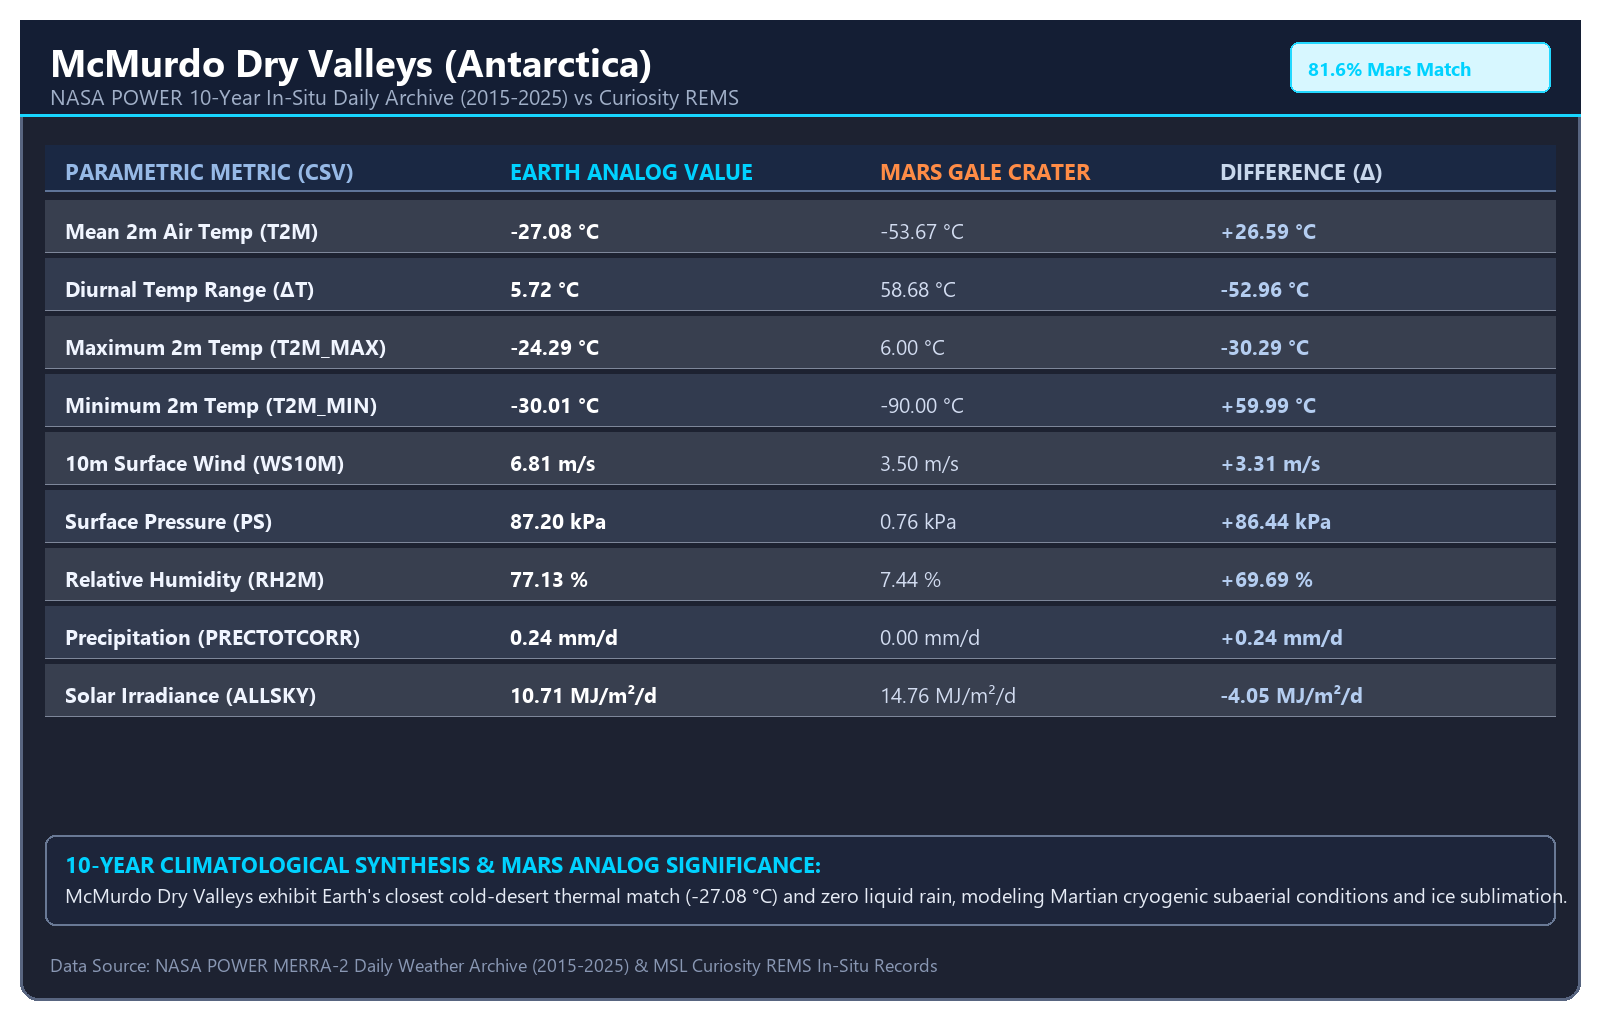 McMurdo Dry Valleys (Antarctica)
NASA POWER 10-Year In-Situ Daily Archive (2015-2025) vs Curiosity REMS
81.6% Mars Match
PARAMETRIC METRIC (CSV) EARTH ANALOG VALUE MARS GALE CRATER DIFFERENCE (Δ)
Mean 2m Air Temp (T2M) -27.08 °C -53.67 °C +26.59 °C
Diurnal Temp Range (ΔT) 5.72 °C 58.68 °C -52.96 °C
Maximum 2m Temp (T2M_MAX) -24.29 °C 6.00 °C -30.29 °C
Minimum 2m Temp (T2M_MIN) -30.01 °C -90.00 °C +59.99 °C
10m Surface Wind (WS10M) 6.81 m/s 3.50 m/s +3.31 m/s
Surface Pressure (PS) 87.20 kPa 0.76 kPa +86.44 kPa
Relative Humidity (RH2M) 77.13 % 7.44 % +69.69 %
Precipitation (PRECTOTCORR) 0.24 mm/d 0.00 mm/d +0.24 mm/d
Solar Irradiance (ALLSKY) 10.71 MJ/m²/d 14.76 MJ/m²/d -4.05 MJ/m²/d
10-YEAR CLIMATOLOGICAL SYNTHESIS & MARS ANALOG SIGNIFICANCE:
McMurdo Dry Valleys exhibit Earth's closest cold-desert thermal match (-27.08 °C) and zero liquid rain, modeling Martian cryogenic subaerial conditions and ice sublimation.
Data Source: NASA POWER MERRA-2 Daily Weather Archive (2015-2025) & MSL Curiosity REMS In-Situ Records